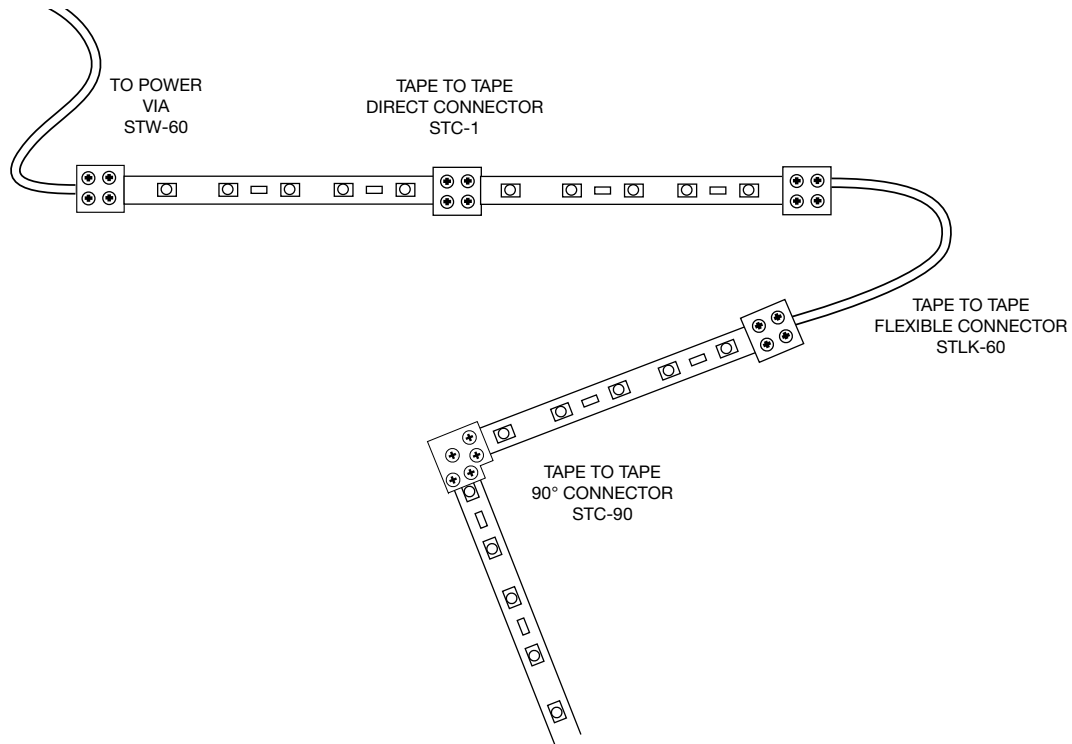 TO POWER
VIA
STW-60
TAPE TO TAPE
DIRECT CONNECTOR
STC-1
TAPE TO TAPE
FLEXIBLE CONNECTOR
STLK-60
TAPE TO TAPE
90° CONNECTOR
STC-90